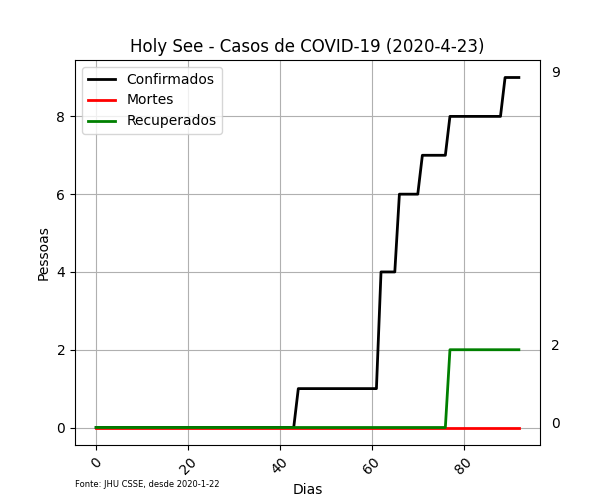 Holy See - Casos de COVID-19 (2020-4-23)
Confirmados
Mortes
Recuperados
9
8
6
4
2
2
0
0
Pessoas
0
20
40
60
80
Dias
Fonte: JHU CSSE, desde 2020-1-22